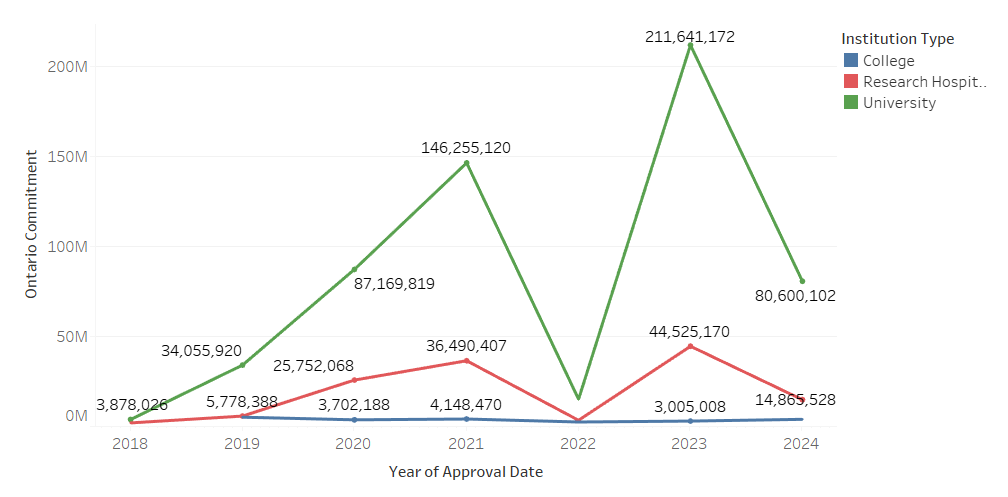 211,641,172
Institution Type
College
Research Hospit..
University
200M
150M
100M
50M
0M
Ontario Commitment
146,255,120
87,169,819
80,600,102
34,055,920
25,752,068
36,490,407
44,525,170
3,878,026
5,778,388
3,702,188
4,148,470
3,005,008
14,865,528
2018 2019 2020 2021 2022 2023 2024
Year of Approval Date